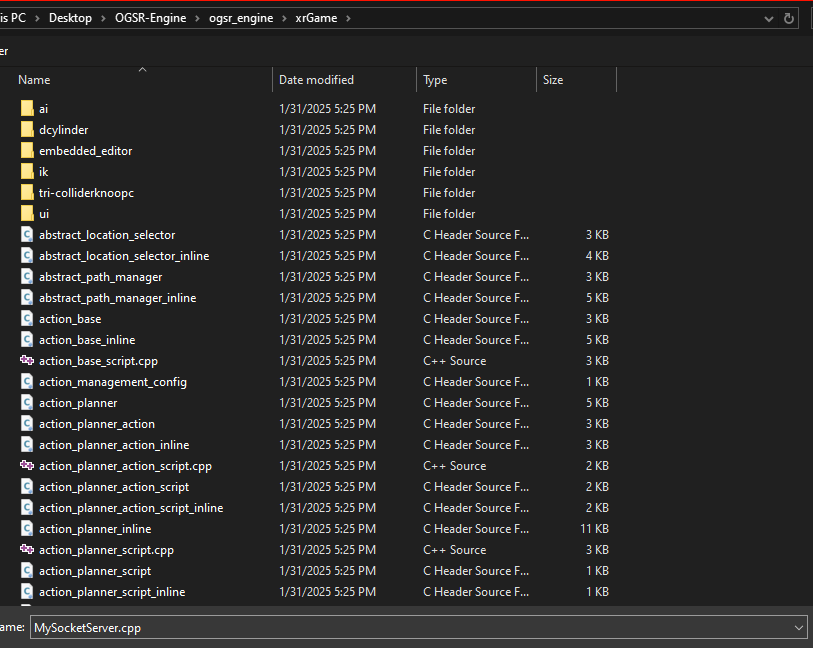 is PC > Desktop > OGSR-Engine > ogsr_engine > xrGame >
er
Name Date modified Type Size
ai 1/31/2025 5:25 PM File folder
dcylinder 1/31/2025 5:25 PM File folder
embedded_editor 1/31/2025 5:25 PM File folder
ik 1/31/2025 5:25 PM File folder
tri-colliderknoopc 1/31/2025 5:25 PM File folder
ui 1/31/2025 5:25 PM File folder
abstract_location_selector 1/31/2025 5:25 PM C Header Source F... 3 KB
abstract_location_selector_inline 1/31/2025 5:25 PM C Header Source F... 4 KB
abstract_path_manager 1/31/2025 5:25 PM C Header Source F... 3 KB
abstract_path_manager_inline 1/31/2025 5:25 PM C Header Source F... 5 KB
action_base 1/31/2025 5:25 PM C Header Source F... 3 KB
action_base_inline 1/31/2025 5:25 PM C Header Source F... 5 KB
action_base_script.cpp 1/31/2025 5:25 PM C++ Source 3 KB
action_management_config 1/31/2025 5:25 PM C Header Source F... 1 KB
action_planner 1/31/2025 5:25 PM C Header Source F... 5 KB
action_planner_action 1/31/2025 5:25 PM C Header Source F... 3 KB
action_planner_action_inline 1/31/2025 5:25 PM C Header Source F... 3 KB
action_planner_action_script.cpp 1/31/2025 5:25 PM C++ Source 2 KB
action_planner_action_script 1/31/2025 5:25 PM C Header Source F... 2 KB
action_planner_action_script_inline 1/31/2025 5:25 PM C Header Source F... 2 KB
action_planner_inline 1/31/2025 5:25 PM C Header Source F... 11 KB
action_planner_script.cpp 1/31/2025 5:25 PM C++ Source 3 KB
action_planner_script 1/31/2025 5:25 PM C Header Source F... 1 KB
action_planner_script_inline 1/31/2025 5:25 PM C Header Source F... 1 KB
ame: MySocketServer.cpp